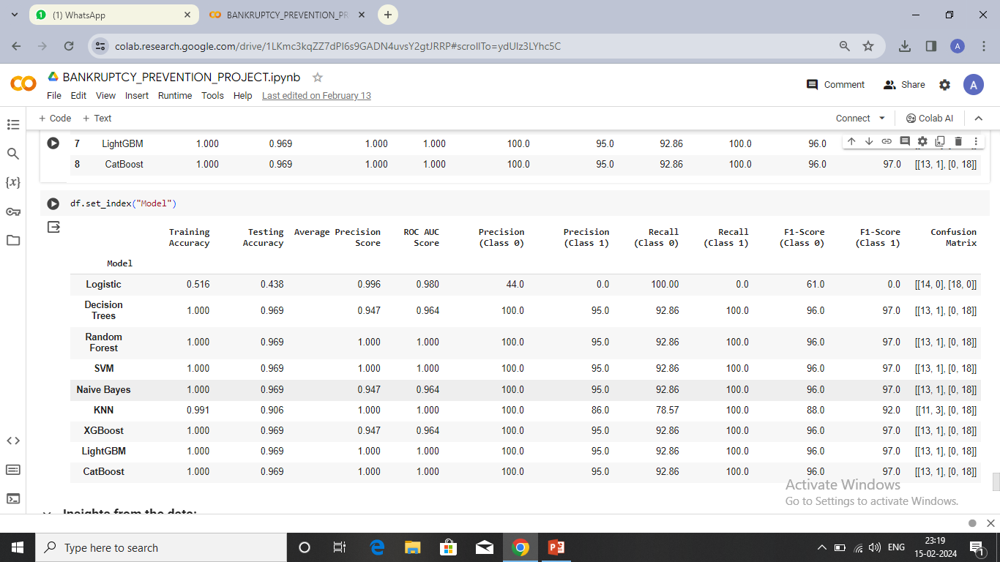 (1) WhatsApp
BANKRUPTCY_PREVENTION_PR
colab.research.google.com/drive/1LKmc3kqZZ7dPI6s9GADN4uvsY2gtJRRP#scrollTo=ydUIz3LYhc5C
A
BANKRUPTCY_PREVENTION_PROJECT.ipynb
File Edit View Insert Runtime Tools Help Last edited on February 13
Comment Share A
+ Code + Text
Connect Colab AI
7 LightGBM 1.000 0.969 1.000 1.000 100.0 95.0 92.86 100.0 96.0
8 CatBoost 1.000 0.969 1.000 1.000 100.0 95.0 92.86 100.0 96.0 97.0 [[13, 1], [0, 18]]
df.set_index("Model")
Training Testing Average Precision ROC AUC Precision Precision Recall Recall F1-Score F1-Score Confusion
Accuracy Accuracy Score Score (Class 0) (Class 1) (Class 0) (Class 1) (Class 0) (Class 1) Matrix
Model
Logistic 0.516 0.438 0.996 0.980 44.0 0.0 100.00 0.0 61.0 0.0 [[14, 0], [18, 0]]
Decision
Trees 1.000 0.969 0.947 0.964 100.0 95.0 92.86 100.0 96.0 97.0 [[13, 1], [0, 18]]
Random
Forest 1.000 0.969 1.000 1.000 100.0 95.0 92.86 100.0 96.0 97.0 [[13, 1], [0, 18]]
SVM 1.000 0.969 1.000 1.000 100.0 95.0 92.86 100.0 96.0 97.0 [[13, 1], [0, 18]]
Naive Bayes 1.000 0.969 0.947 0.964 100.0 95.0 92.86 100.0 96.0 97.0 [[13, 1], [0, 18]]
KNN 0.991 0.906 1.000 1.000 100.0 86.0 78.57 100.0 88.0 92.0 [[11, 3], [0, 18]]
XGBoost 1.000 0.969 0.947 0.964 100.0 95.0 92.86 100.0 96.0 97.0 [[13, 1], [0, 18]]
LightGBM 1.000 0.969 1.000 1.000 100.0 95.0 92.86 100.0 96.0 97.0 [[13, 1], [0, 18]]
CatBoost 1.000 0.969 1.000 1.000 100.0 95.0 92.86 100.0 96.0 97.0 [[13, 1], [0, 18]]
Activate Windows
Go to Settings to activate Windows.
Insights from the data:
Type here to search
ENG
23:19
15-02-2024
1